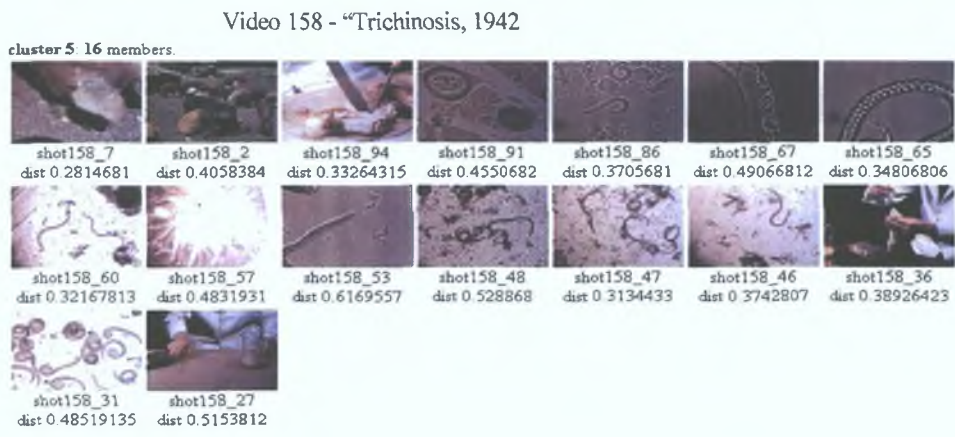 Video 158 - “Trichinosis, 1942
cluster 5: 16 members.
shot158_7 shot158_2 shot158_94 shot158_91 shot158_86 shot158_67 shot158_65
dist 0.2814681 dist 0.4058384 dist 0.33264315 dist 0.4550682 dist 0.3705681 dist 0.49066812 dist 0.34806806
shot158_60 shot158_57 shot158_53 shot158_48 shot158_47 shot158_46 shot158_36
dist 0.32167813 dist 0.4831931 dist 0.6169557 dist 0.528868 dist 0.3134433 dist 0.3742807 dist 0.38926423
shot158_31 shot158_27
dist 0.48519135 dist 0.5153812